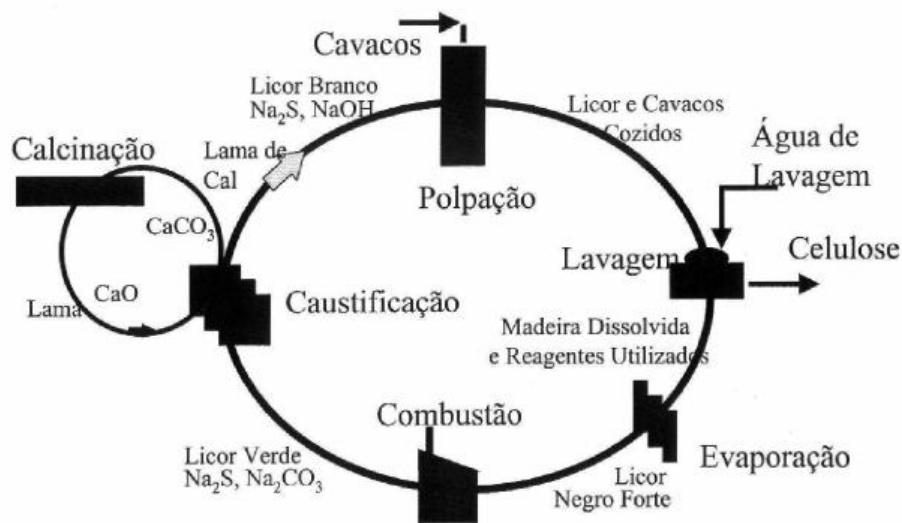 Cavacos
Licor Branco
Na₂S, NaOH
Licor e Cavacos
Cozidos
Calcinação
Lama de
Cal
Água de
Lavagem
Polpação
CaCO₃
Lavagem
Celulose
CaO
Lama
Caustificação
Madeira Dissolvida
e Reagentes Utilizados
Combustão
Licor Verde
Na₂S, Na₂CO₃
Evaporação
Licor
Negro Forte